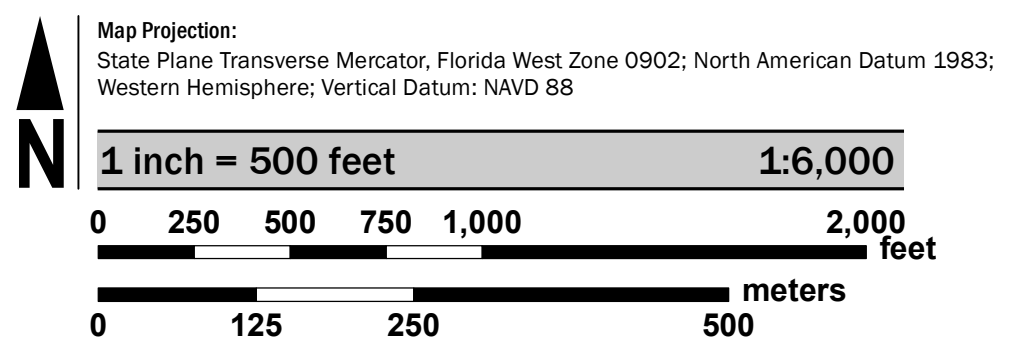 Map Projection:
State Plane Transverse Mercator, Florida West Zone 0902; North American Datum 1983;
Western Hemisphere; Vertical Datum: NAVD 88
N
1 inch = 500 feet 1:6,000
0 250 500 750 1,000 2,000
feet
meters
0 125 250 500